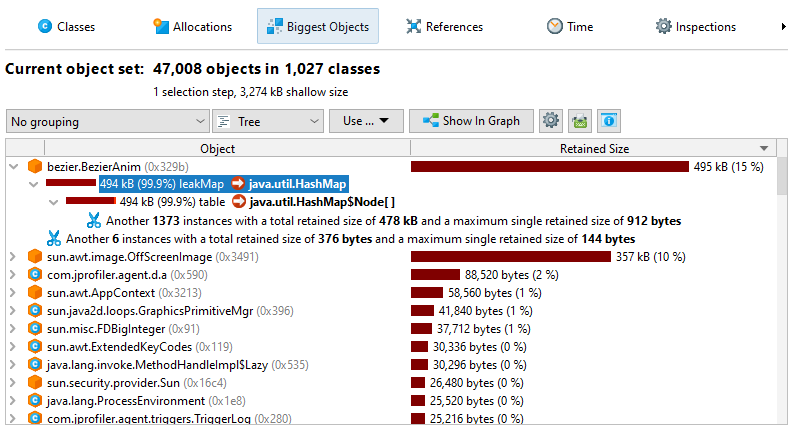 Classes Allocations Biggest Objects References Time Inspections
Current object set: 47,008 objects in 1,027 classes
1 selection step, 3,274 kB shallow size
No grouping Tree Use ... Show In Graph
Object Retained Size
bezier.BezierAnim (0x329b) 495 kB (15 %)
494 kB (99.9%) leakMap java.util.HashMap
494 kB (99.9%) table java.util.HashMap$Node[ ]
Another 1373 instances with a total retained size of 478 kB and a maximum single retained size of 912 bytes
Another 6 instances with a total retained size of 376 bytes and a maximum single retained size of 144 bytes
sun.awt.image.OffScreenImage (0x3491) 357 kB (10 %)
com.jprofiler.agent.d.a (0x590) 88,520 bytes (2 %)
sun.awt.AppContext (0x3213) 58,560 bytes (1 %)
sun.java2d.loops.GraphicsPrimitiveMgr (0x396) 41,840 bytes (1 %)
sun.misc.FDBigInteger (0x91) 37,712 bytes (1 %)
sun.awt.ExtendedKeyCodes (0x119) 30,336 bytes (0 %)
java.lang.invoke.MethodHandleImpl$Lazy (0x535) 30,296 bytes (0 %)
sun.security.provider.Sun (0x16c4) 26,480 bytes (0 %)
java.lang.ProcessEnvironment (0x1e8) 25,520 bytes (0 %)
com.jprofiler.agent.triggers.TriggerLog (0x280) 25,216 bytes (0 %)